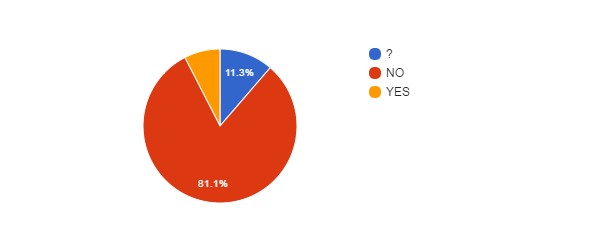 ?
NO
YES
11.3%
81.1%